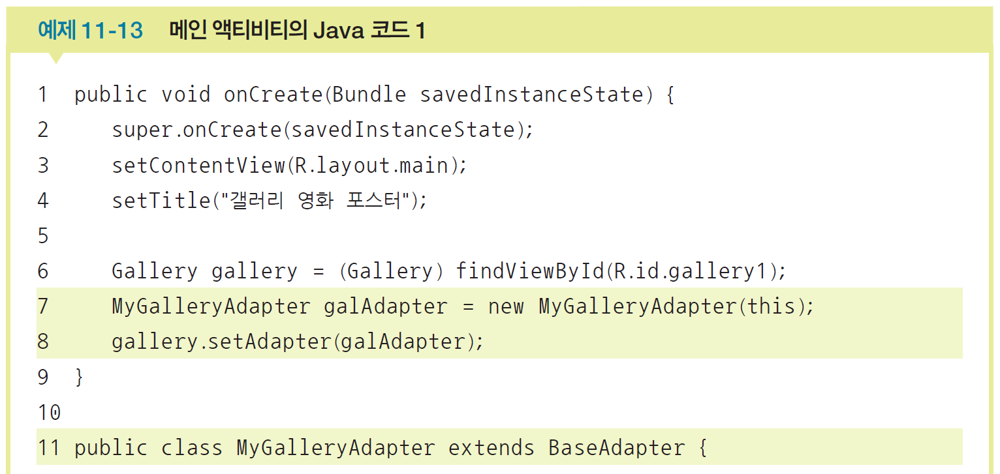 예제 11-13 메인 액티비티의 Java 코드 1
1 public void onCreate(Bundle savedInstanceState) {
2 super.onCreate(savedInstanceState);
3 setContentView(R.layout.main);
4 setTitle("갤러리 영화 포스터");
5
6 Gallery gallery = (Gallery) findViewById(R.id.gallery1);
7 MyGalleryAdapter galAdapter = new MyGalleryAdapter(this);
8 gallery.setAdapter(galAdapter);
9 }
10
11 public class MyGalleryAdapter extends BaseAdapter {